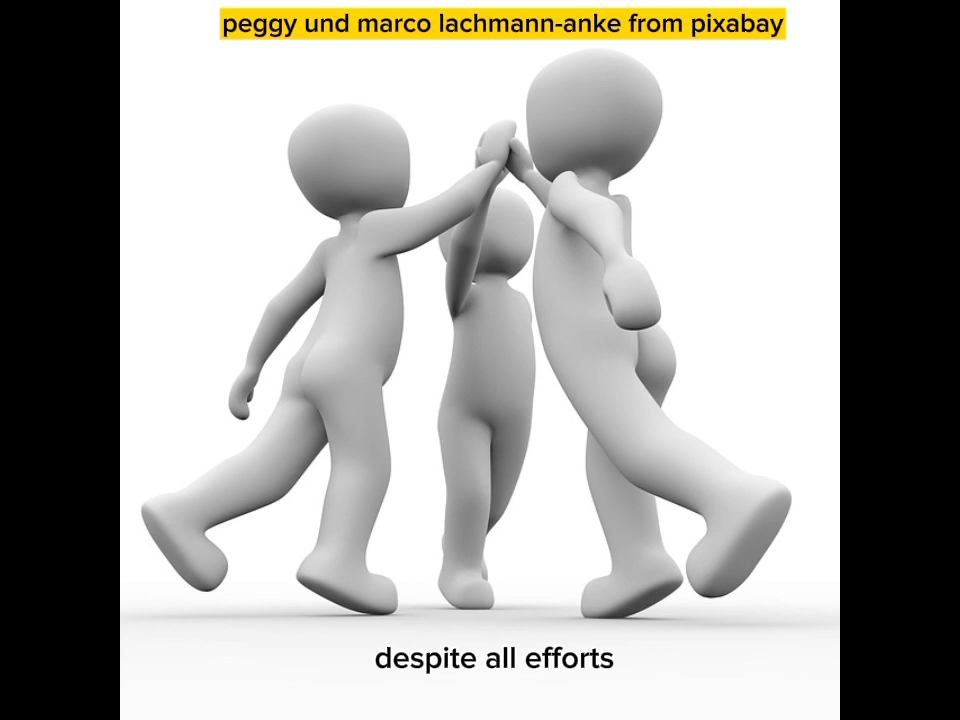 peggy und marco lachmann-anke from pixabay
despite all efforts